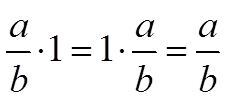 a/b · 1 = 1 · a/b = a/b